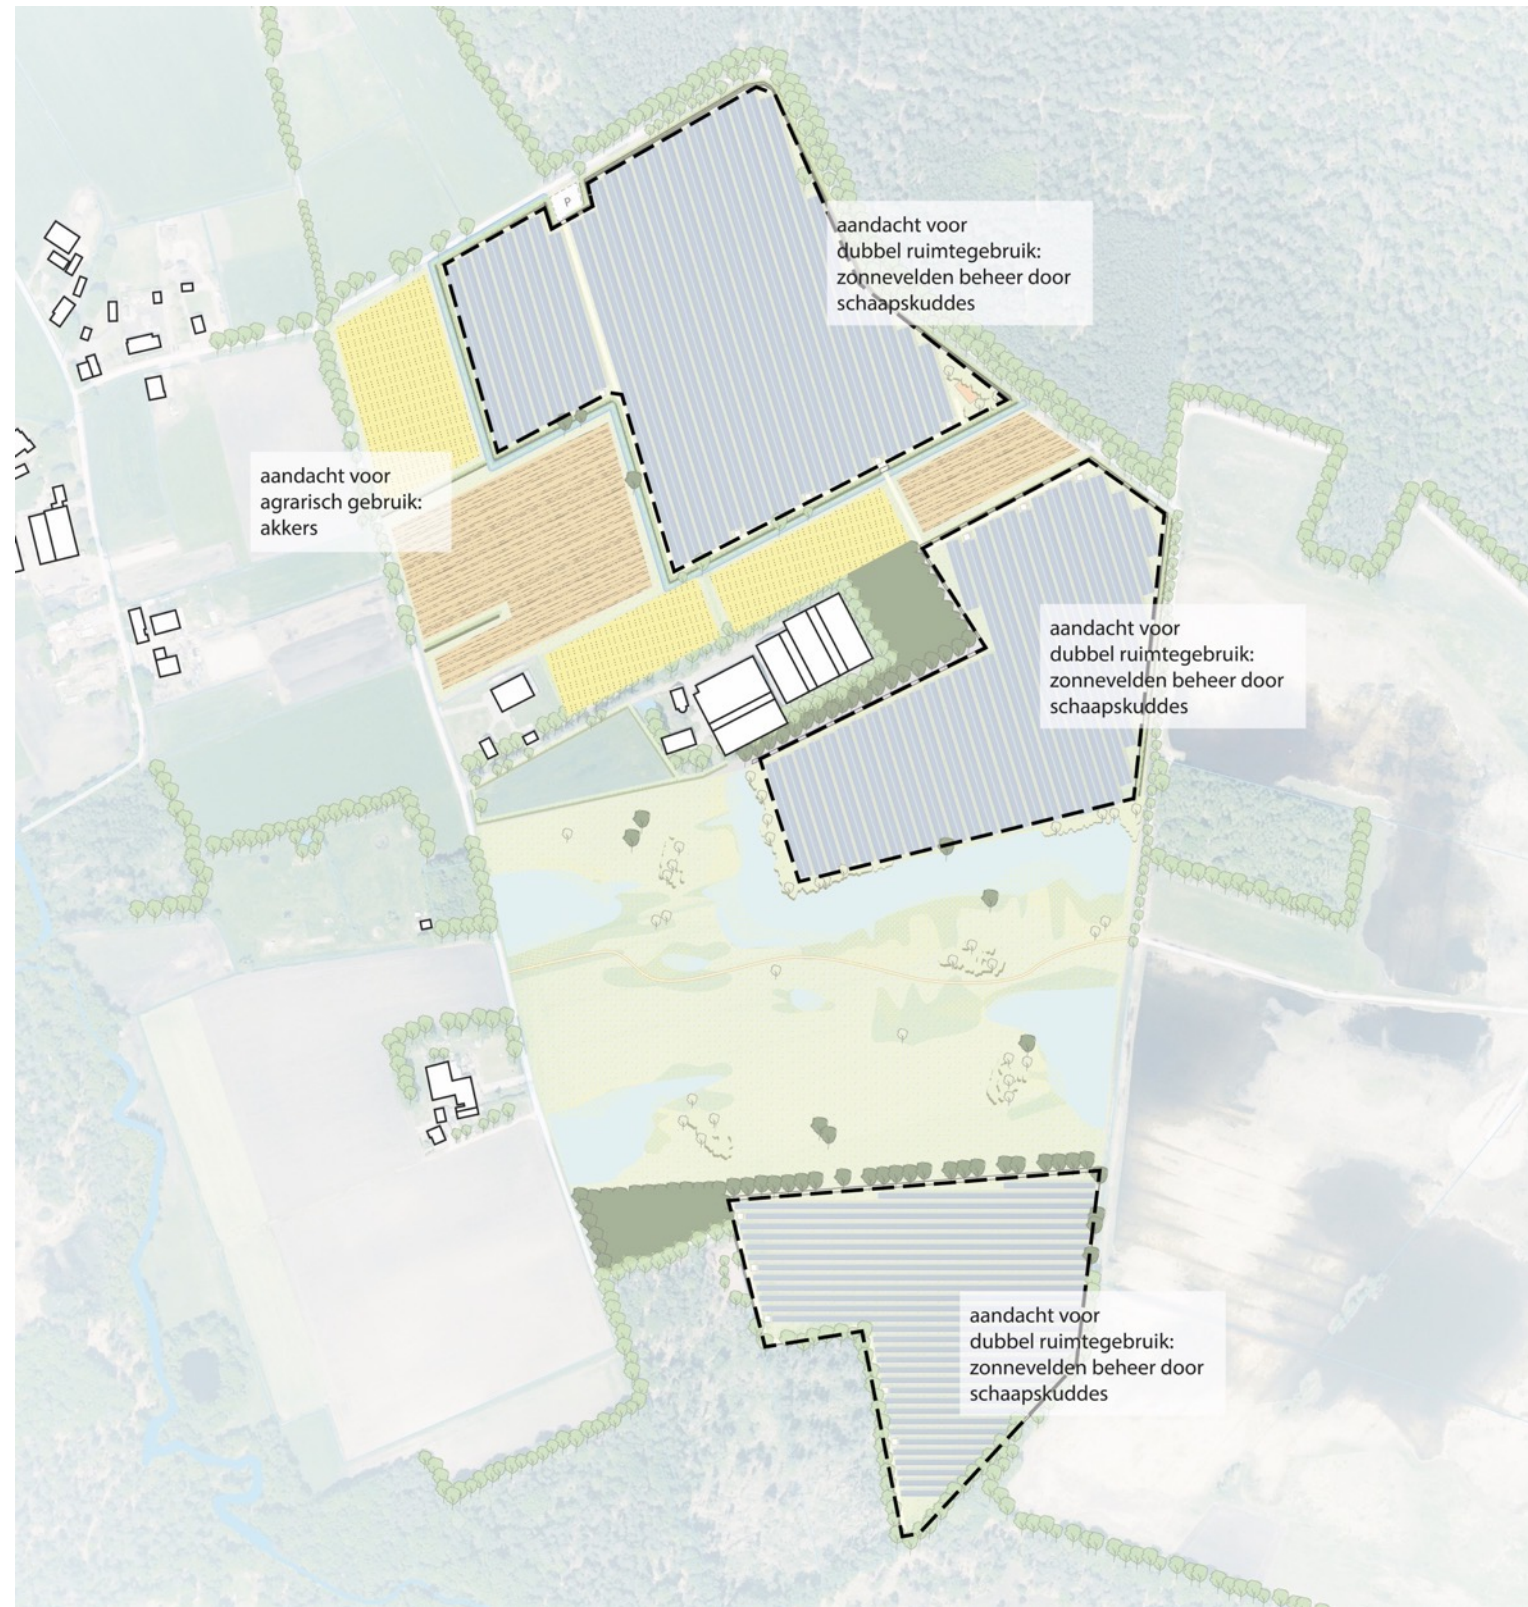 P
aandacht voor
dubbel ruimtegebruik:
zonnevelden beheer door
schaapskuddes
aandacht voor
agrarisch gebruik:
akkers
aandacht voor
dubbel ruimtegebruik:
zonnevelden beheer door
schaapskuddes
aandacht voor
dubbel ruimtegebruik:
zonnevelden beheer door
schaapskuddes